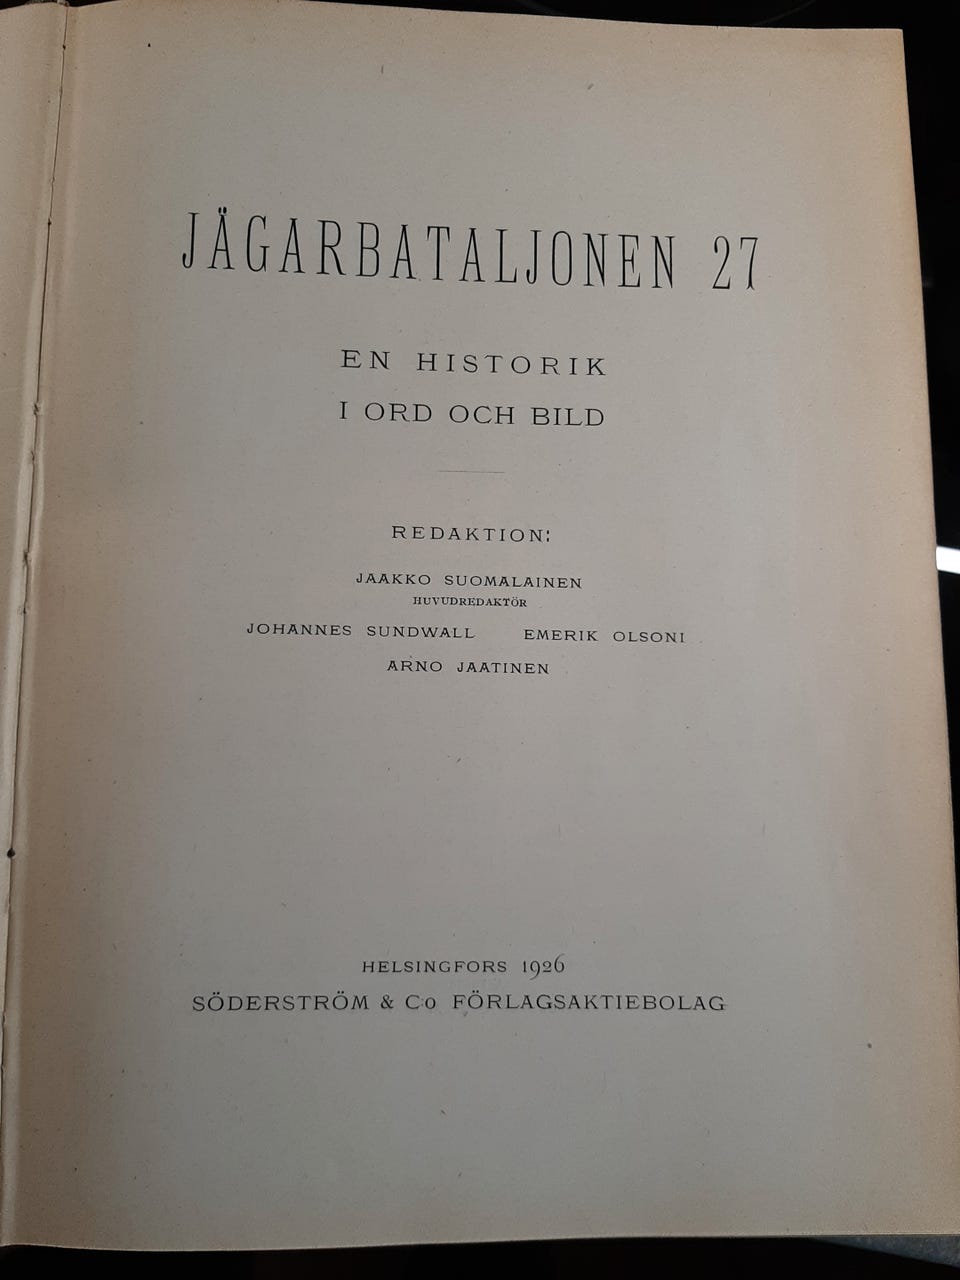 JÄGARBATALJONEN 27
EN HISTORIK
I ORD OCH BILD
REDAKTION:
JAAKKO SUOMALAINEN
HUVUDREDAKTÖR
JOHANNES SUNDWALL EMERIK OLSONI
ARNO JAATINEN
HELSINGFORS 1926
SÖDERSTRÖM & Co FÖRLAGSAKTIEBOLAG